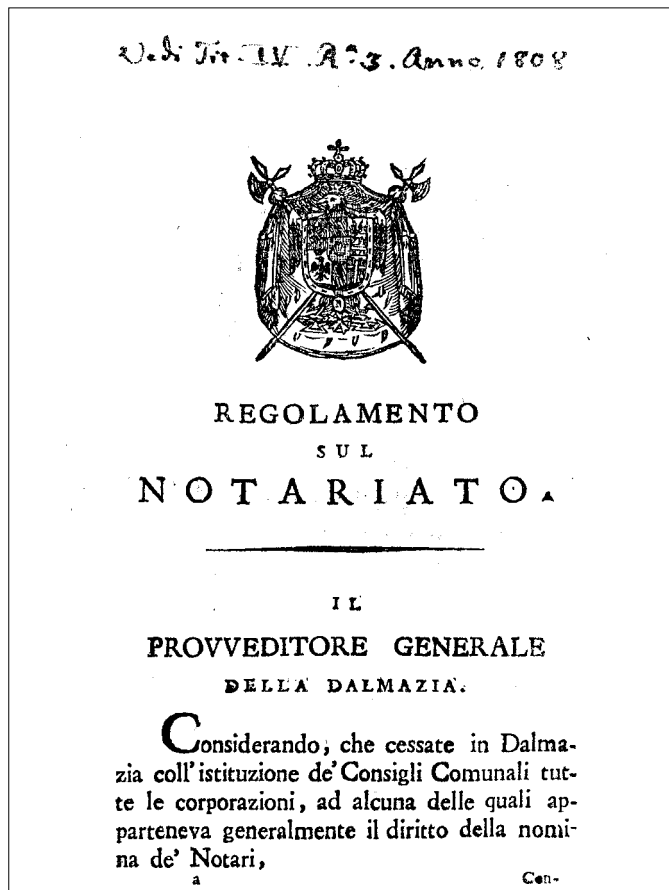 Vedi Tit. IV. R.º 3. Anno 1808
REGOLAMENTO
SUL
NOTARIATO.
IL
PROVVEDITORE GENERALE
DELLA DALMAZIA.
Considerando, che cessate in Dalma-
zia coll'istituzione de' Consigli Comunali tut-
te le corporazioni, ad alcuna delle quali ap-
parteneva generalmente il diritto della nomi-
na de' Notari,
a Con-